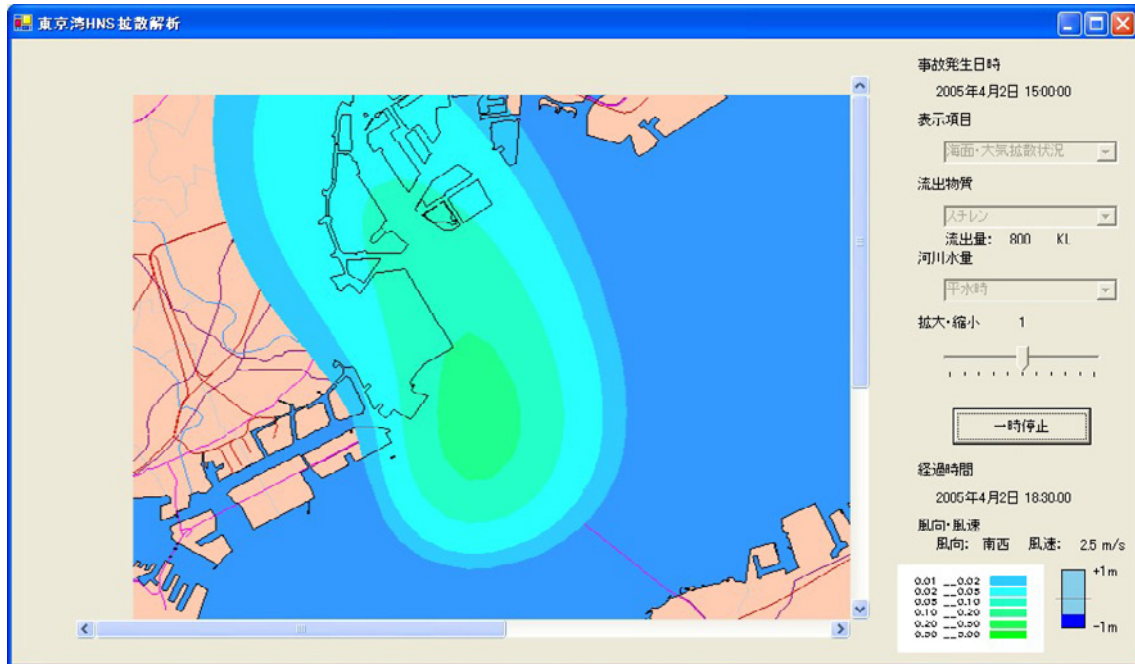 東京湾HNS拡散解析
事故発生日時
2005年4月2日 15:00:00
表示項目
海面・大気拡散状況
流出物質
スチレン
流出量: 800 KL
河川水量
平水時
拡大・縮小 1
一時停止
経過時間
2005年4月2日 18:30:00
風向・風速
風向: 南西 風速: 2.5 m/s
0.01 __0.02
0.02 __0.05
0.05 __0.10
0.10 __0.20
0.20 __0.50
0.50 __5.00
+1m
-1m